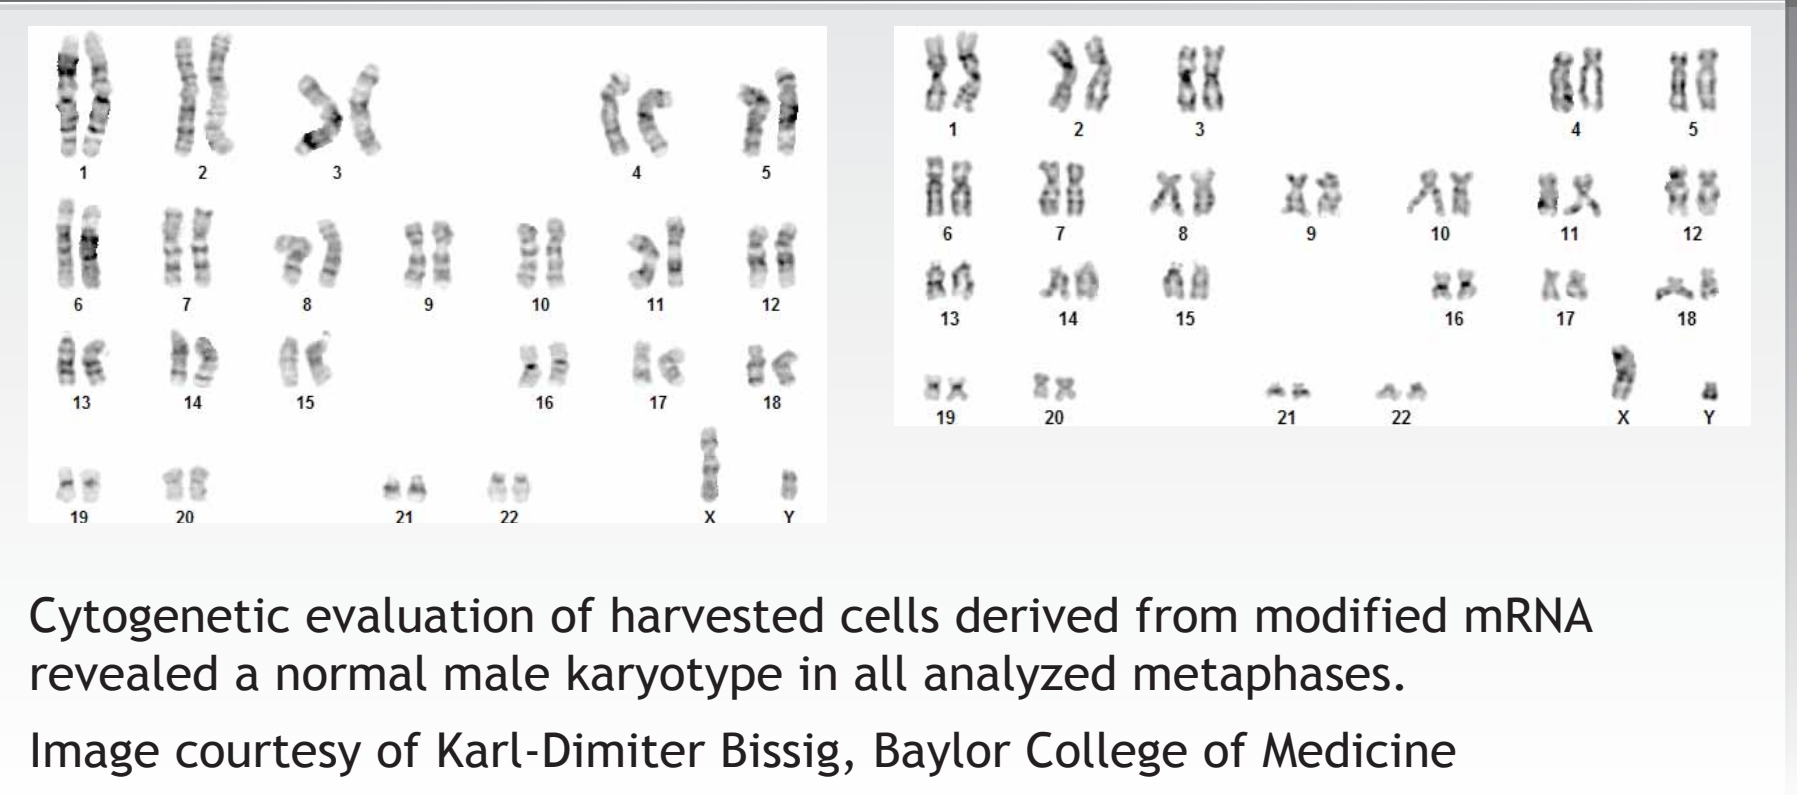 1 2 3 4 5
6 7 8 9 10 11 12
13 14 15 16 17 18
19 20 21 22 X Y
1 2 3 4 5
6 7 8 9 10 11 12
13 14 15 16 17 18
19 20 21 22 X Y
Cytogenetic evaluation of harvested cells derived from modified mRNA
revealed a normal male karyotype in all analyzed metaphases.
Image courtesy of Karl-Dimiter Bissig, Baylor College of Medicine